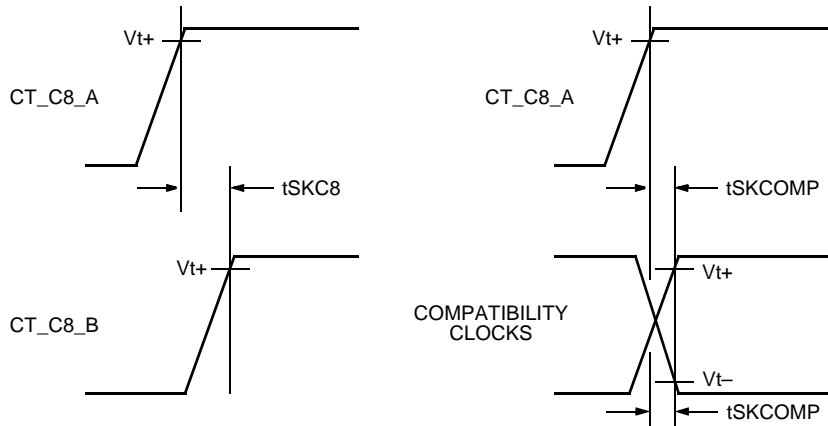 Vt+
CT_C8_A
tSKC8
Vt+
CT_C8_B
Vt+
CT_C8_A
tSKCOMP
COMPATIBILITY
CLOCKS
Vt+
Vt–
tSKCOMP